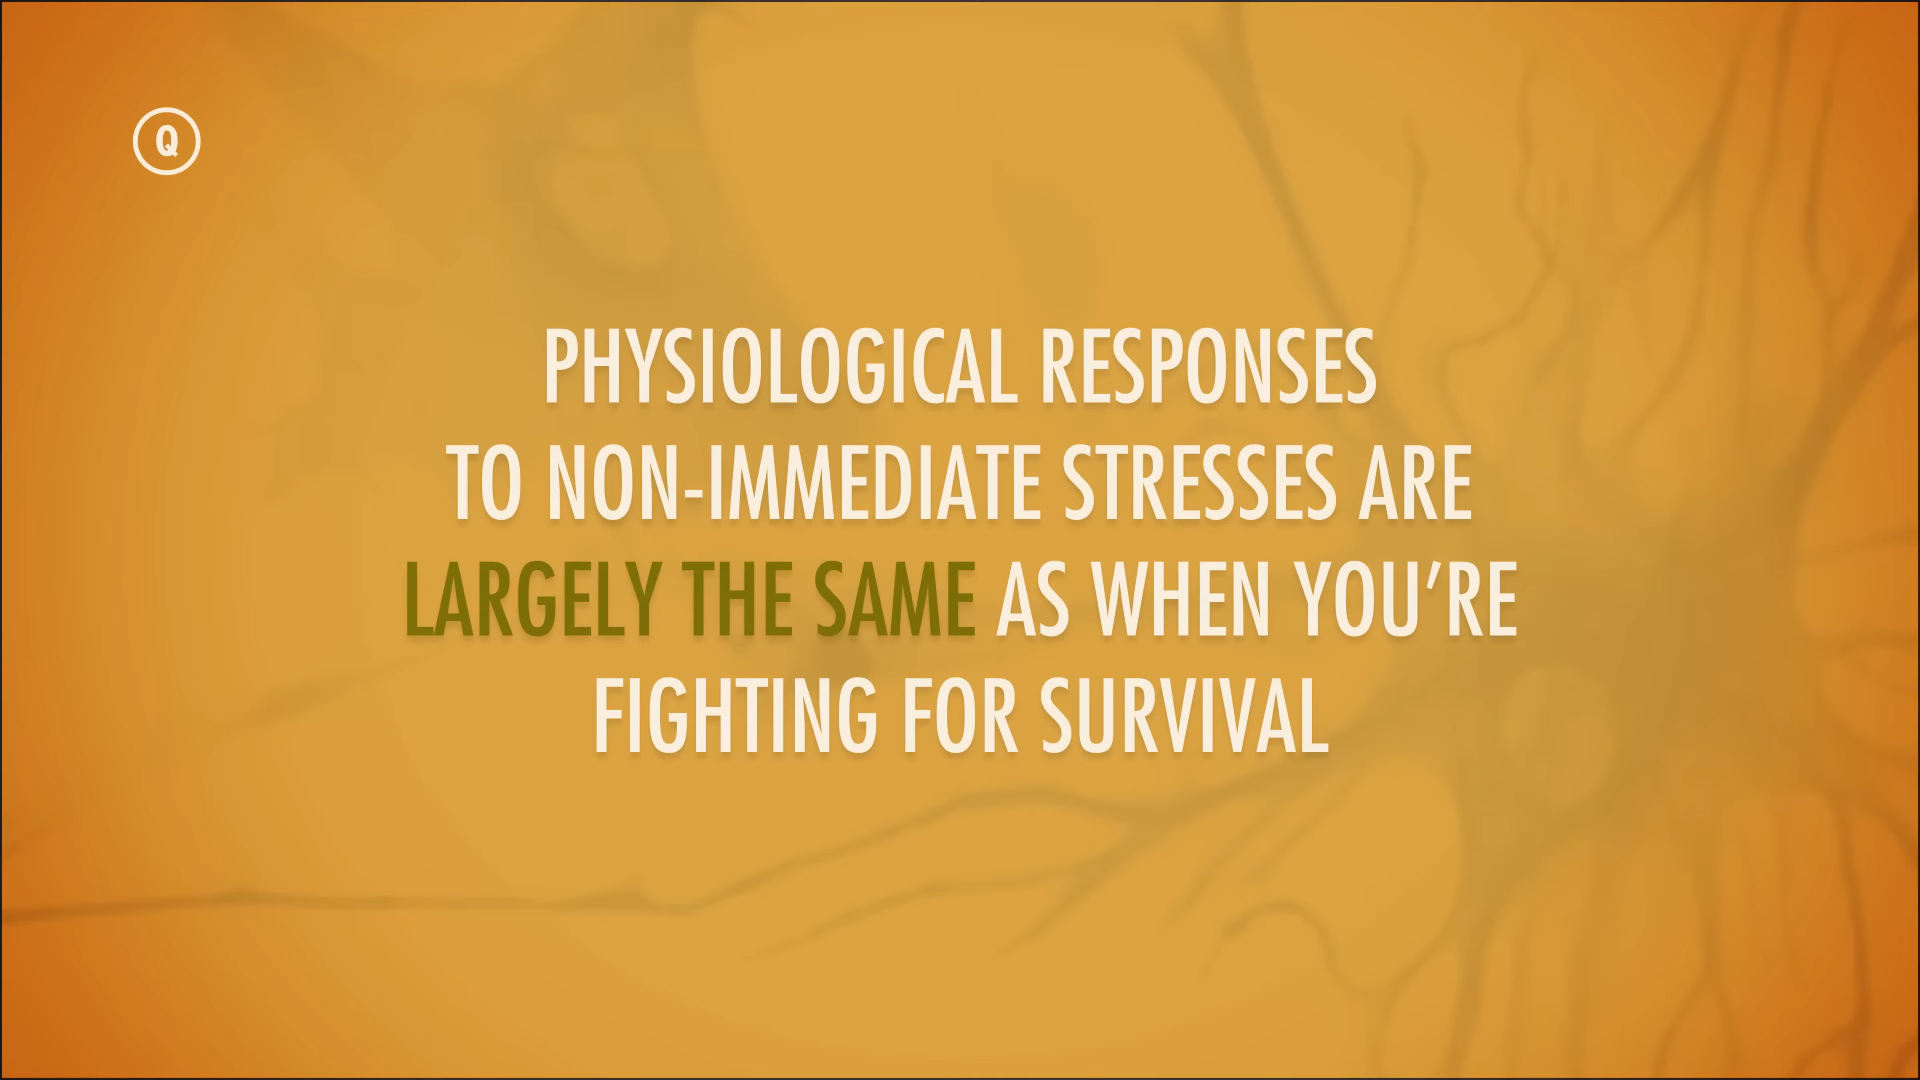 Q
PHYSIOLOGICAL RESPONSES
TO NON-IMMEDIATE STRESSES ARE
LARGELY THE SAME AS WHEN YOU’RE
FIGHTING FOR SURVIVAL